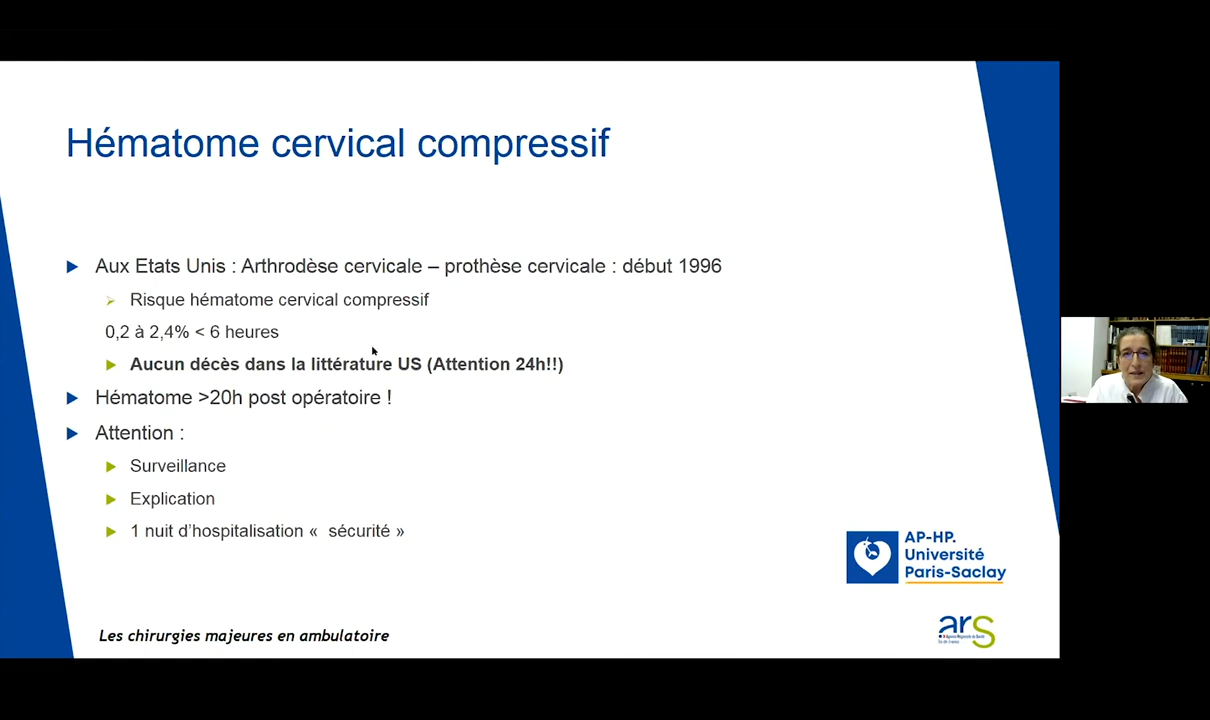 Hématome cervical compressif
Aux Etats Unis : Arthrodèse cervicale – prothèse cervicale : début 1996
Risque hématome cervical compressif
0,2 à 2,4% < 6 heures
Aucun décès dans la littérature US (Attention 24h!!)
Hématome >20h post opératoire !
Attention :
Surveillance
Explication
1 nuit d’hospitalisation «  sécurité »
AP-HP.
Université
Paris-Saclay
ars
Les chirurgies majeures en ambulatoire